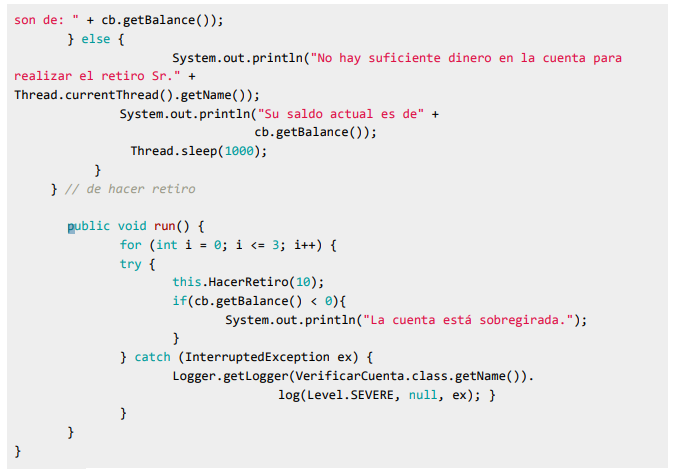 son de: " + cb.getBalance());
} else {
System.out.println("No hay suficiente dinero en la cuenta para
realizar el retiro Sr." +
Thread.currentThread().getName());
System.out.println("Su saldo actual es de" +
cb.getBalance());
Thread.sleep(1000);
}
} // de hacer retiro
public void run() {
for (int i = 0; i <= 3; i++) {
try {
this.HacerRetiro(10);
if(cb.getBalance() < 0){
System.out.println("La cuenta está sobregirada.");
}
} catch (InterruptedException ex) {
Logger.getLogger(VerificarCuenta.class.getName()).
log(Level.SEVERE, null, ex); }
}
}
}